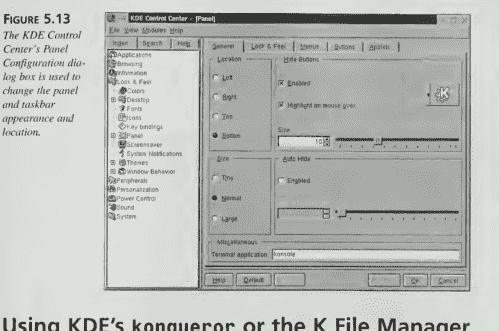 FIGURE 5.13
The KDE Control
Center's Panel
Configuration dia-
log box is used to
change the panel
and taskbar
appearance and
location.
KDE Control Center - [Panel]
File View Modules Help
Index Search Help
Applications
Browsing
Information
Look & Feel
Colors
Desktop
Fonts
Icons
Key bindings
Panel
Screensaver
System Notifications
Themes
Window Behavior
Peripherals
Personalization
Power Control
Sound
System
General Look & Feel Menus Buttons Applets
Location
Left
Right
Top
Bottom
Hide Buttons
Enabled
Highlight on mouse over
Size
10
Size
Tiny
Normal
Large
Auto Hide
Enabled
Miscellaneous
Terminal application konsole
Help Default OK Cancel
Using KDE's konqueror or the K File Manager